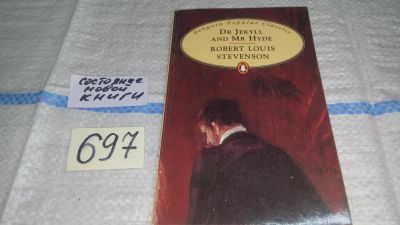 Penguin Popular Classics
DR JEKYLL
AND MR HYDE
ROBERT LOUIS
STEVENSON
состояние
новой
книги
697